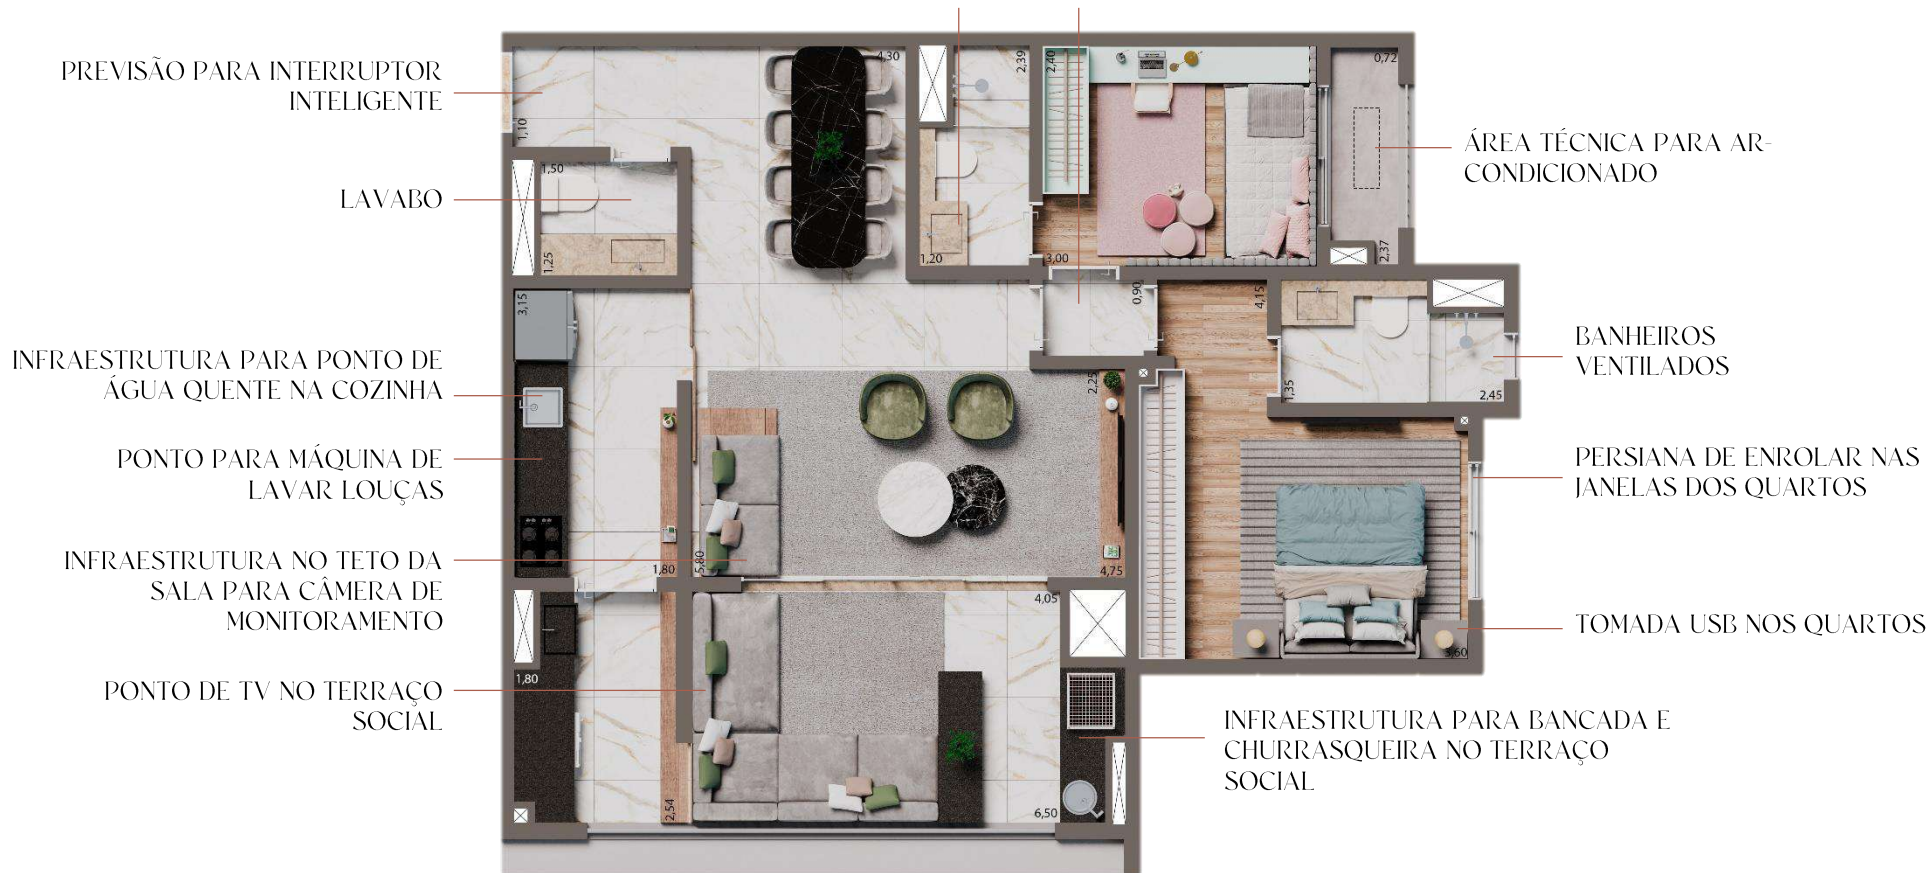 PREVISÃO PARA INTERRUPTOR
INTELIGENTE
LAVABO
INFRAESTRUTURA PARA PONTO DE
ÁGUA QUENTE NA COZINHA
PONTO PARA MÁQUINA DE
LAVAR LOUÇAS
INFRAESTRUTURA NO TETO DA
SALA PARA CÂMERA DE
MONITORAMENTO
PONTO DE TV NO TERRAÇO
SOCIAL
4,30
1,10
1,50
1,25
3,15
1,80
5,80
4,75
2,25
1,80
2,54
4,05
6,50
2,39
1,20
2,40
3,00
0,90
0,72
2,37
4,15
1,35
2,45
3,60
ÁREA TÉCNICA PARA AR-
CONDICIONADO
BANHEIROS
VENTILADOS
PERSIANA DE ENROLAR NAS
JANELAS DOS QUARTOS
TOMADA USB NOS QUARTOS
INFRAESTRUTURA PARA BANCADA E
CHURRASQUEIRA NO TERRAÇO
SOCIAL